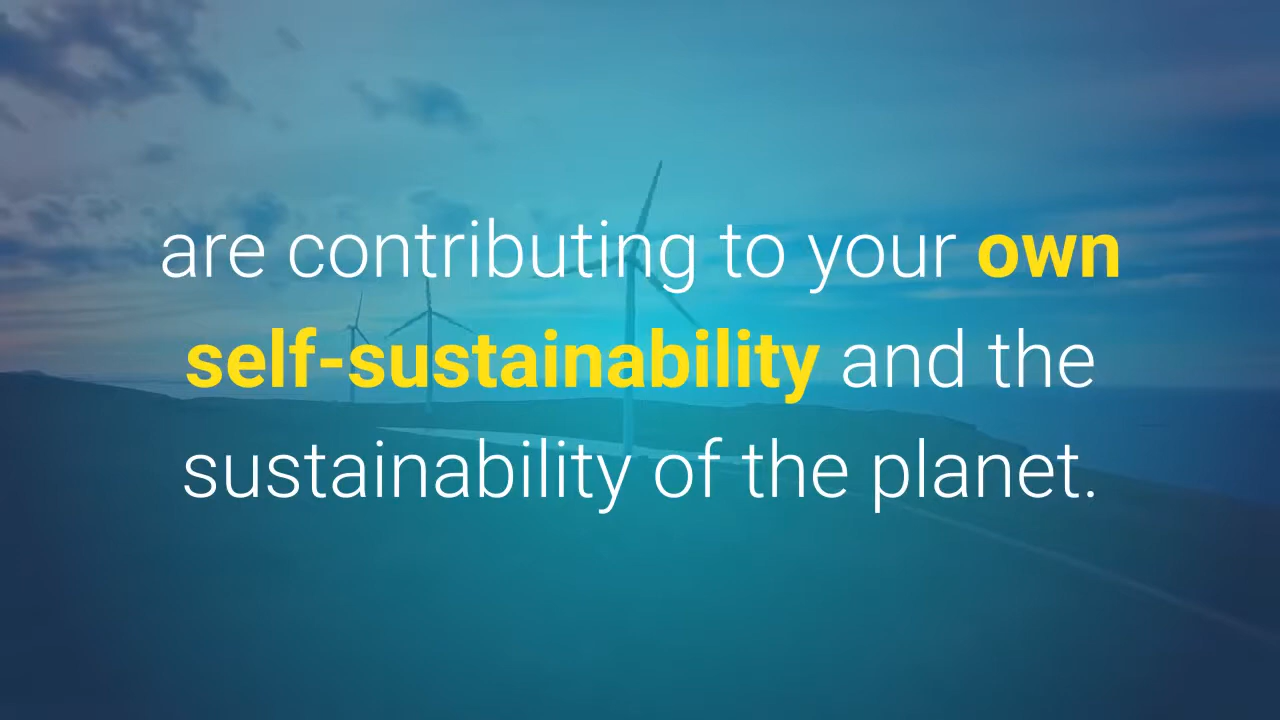 are contributing to your own
self-sustainability and the
sustainability of the planet.